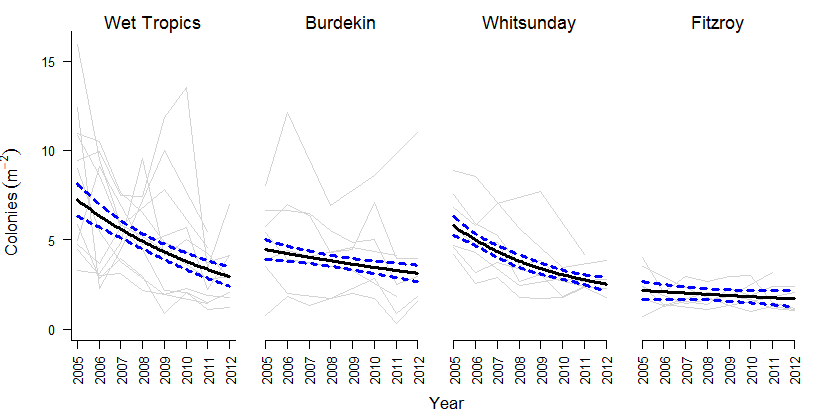 Wet Tropics Burdekin Whitsunday Fitzroy
Colonies (m⁻²)
15
10
5
0
2005 2006 2007 2008 2009 2010 2011 2012 2005 2006 2007 2008 2009 2010 2011 2012 2005 2006 2007 2008 2009 2010 2011 2012 2005 2006 2007 2008 2009 2010 2011 2012
Year